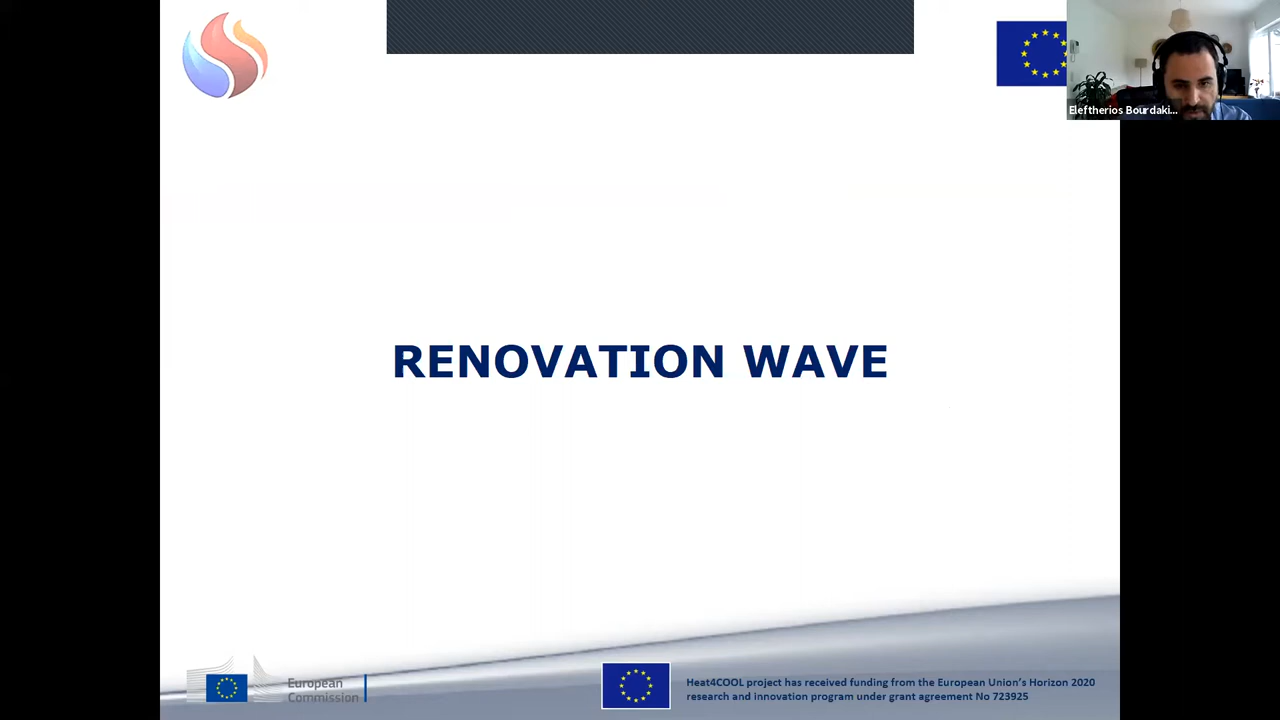 Eleftherios Bourdaki...
RENOVATION WAVE
European
Commission
Heat4COOL project has received funding from the European Union's Horizon 2020
research and innovation program under grant agreement No 723925